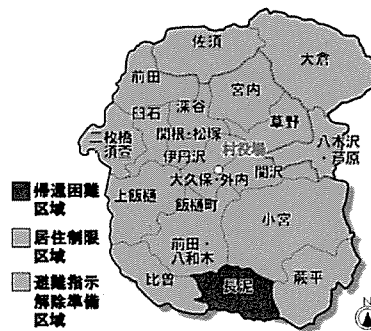 佐須
大倉
前田
宮内
臼石
深谷
草野
八木沢
・芦原
二枚橋
須萱
関根・松塚
村役場
伊丹沢
関沢
上飯樋
大久保・外内
飯樋町
小宮
前田・
八和木
比曽
長泥
蕨平
帰還困難
区域
居住制限
区域
避難指示
解除準備
区域
N